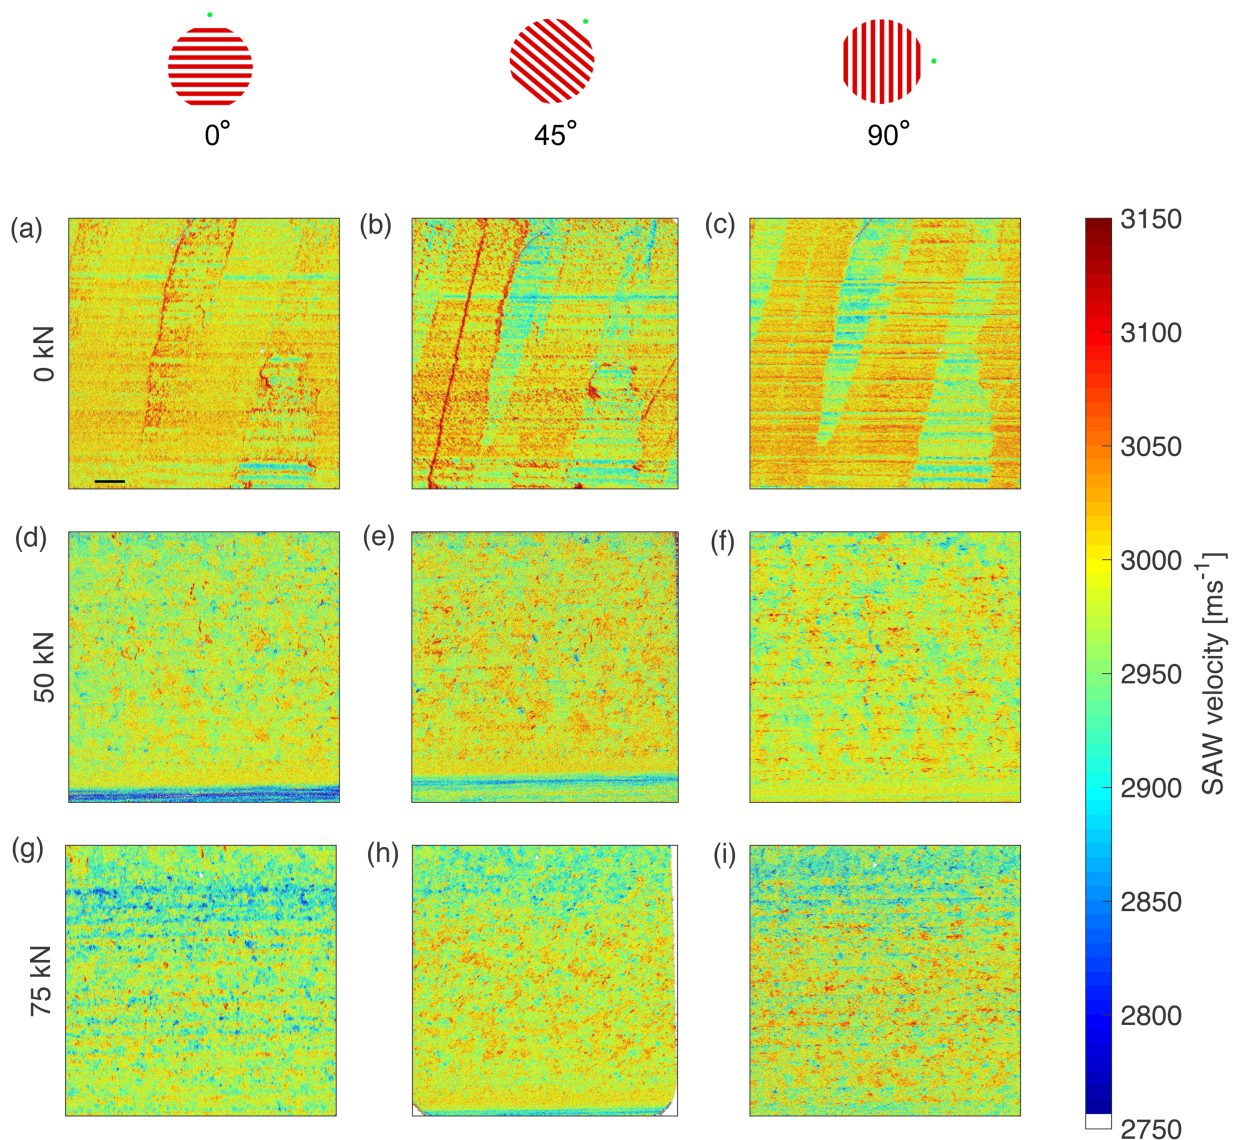 0° 45° 90°
(a) (b) (c)
0 kN
(d) (e) (f)
50 kN
(g) (h) (i)
75 kN
3150
3100
3050
3000
2950
2900
2850
2800
2750
SAW velocity [ms⁻¹]